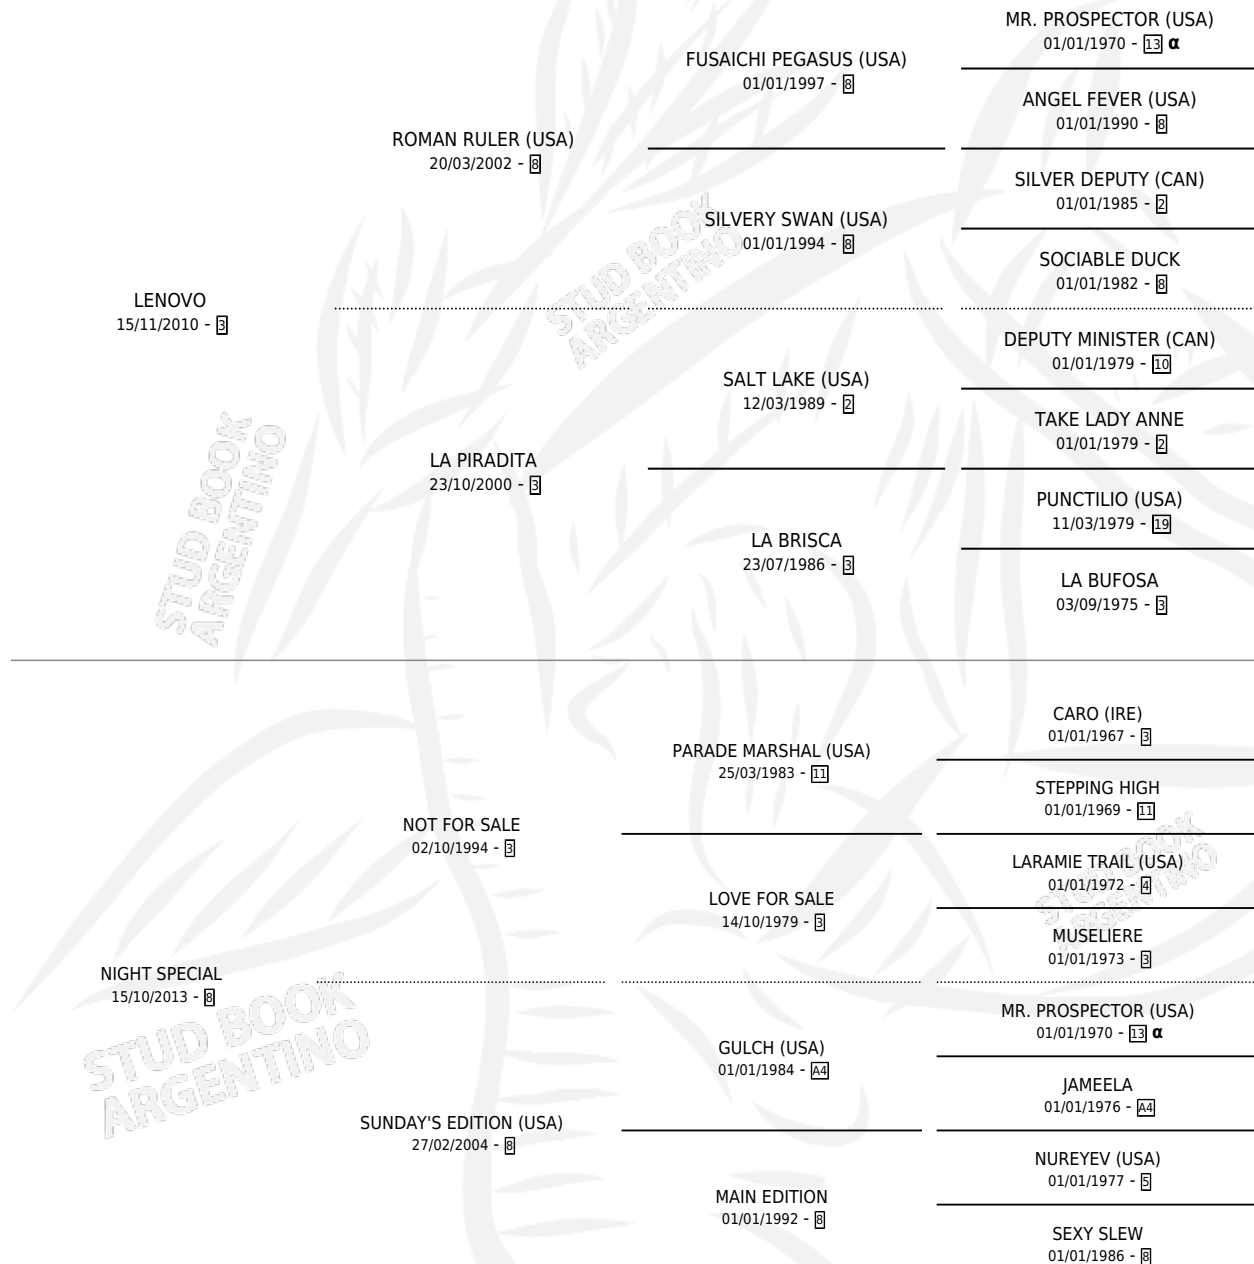 MR. PROSPECTOR (USA)
01/01/1970 - 13 α
FUSAICHI PEGASUS (USA)
01/01/1997 - 8
ANGEL FEVER (USA)
01/01/1990 - 8
ROMAN RULER (USA)
20/03/2002 - 8
SILVER DEPUTY (CAN)
01/01/1985 - 2
SILVERY SWAN (USA)
01/01/1994 - 8
SOCIABLE DUCK
01/01/1982 - 8
LENOVO
15/11/2010 - 3
DEPUTY MINISTER (CAN)
01/01/1979 - 10
SALT LAKE (USA)
12/03/1989 - 2
TAKE LADY ANNE
01/01/1979 - 2
LA PIRADITA
23/10/2000 - 3
PUNCTILIO (USA)
11/03/1979 - 19
LA BRISCA
23/07/1986 - 3
LA BUFOSA
03/09/1975 - 3
CARO (IRE)
01/01/1967 - 3
PARADE MARSHAL (USA)
25/03/1983 - 11
STEPPING HIGH
01/01/1969 - 11
NOT FOR SALE
02/10/1994 - 3
LARAMIE TRAIL (USA)
01/01/1972 - 4
LOVE FOR SALE
14/10/1979 - 3
MUSELIERE
01/01/1973 - 3
NIGHT SPECIAL
15/10/2013 - 8
MR. PROSPECTOR (USA)
01/01/1970 - 13 α
GULCH (USA)
01/01/1984 - A4
JAMEELA
01/01/1976 - A4
SUNDAY'S EDITION (USA)
27/02/2004 - 8
NUREYEV (USA)
01/01/1977 - 5
MAIN EDITION
01/01/1992 - 8
SEXY SLEW
01/01/1986 - 8
STUD BOOK
ARGENTINO
STUD BOOK
ARGENTINO
STUD BOOK
ARGENTINO
STUD BOOK
ARGENTINO